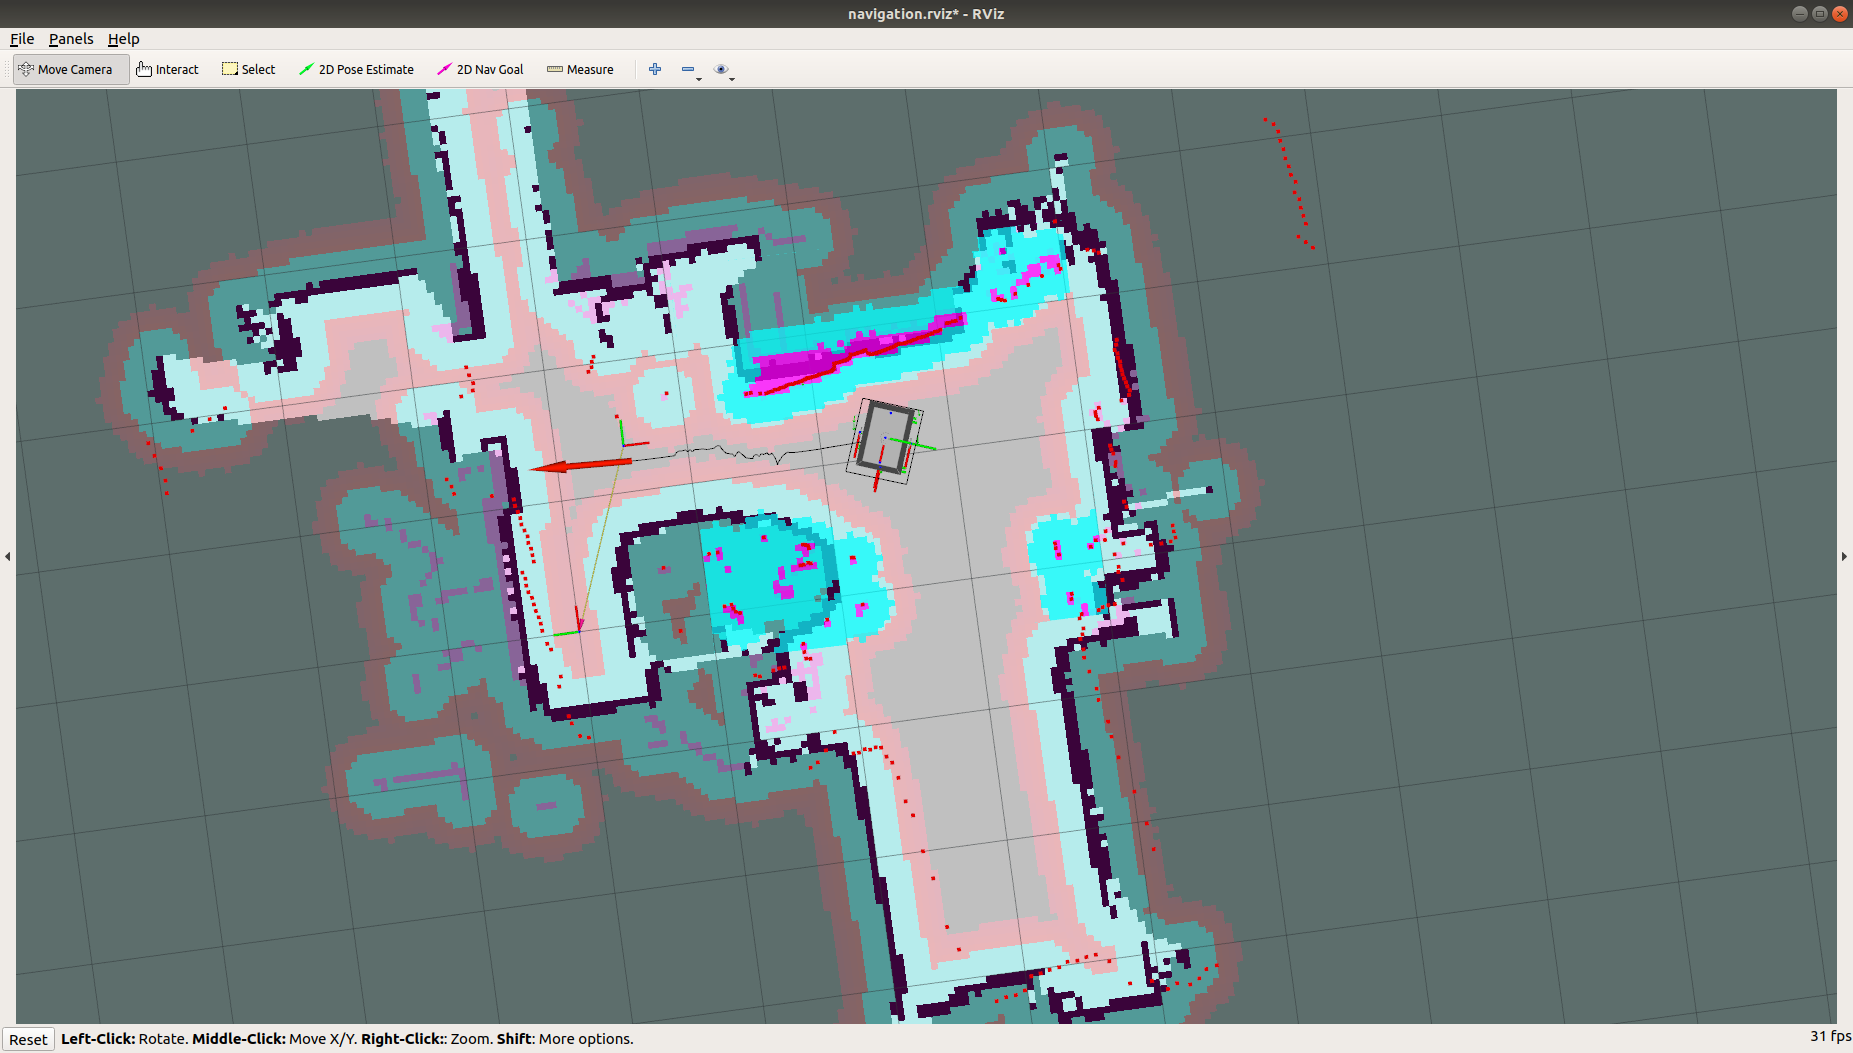 navigation.rviz* - RViz
File Panels Help
Move Camera Interact Select 2D Pose Estimate 2D Nav Goal Measure
Reset Left-Click: Rotate. Middle-Click: Move X/Y. Right-Click:: Zoom. Shift: More options. 31 fps